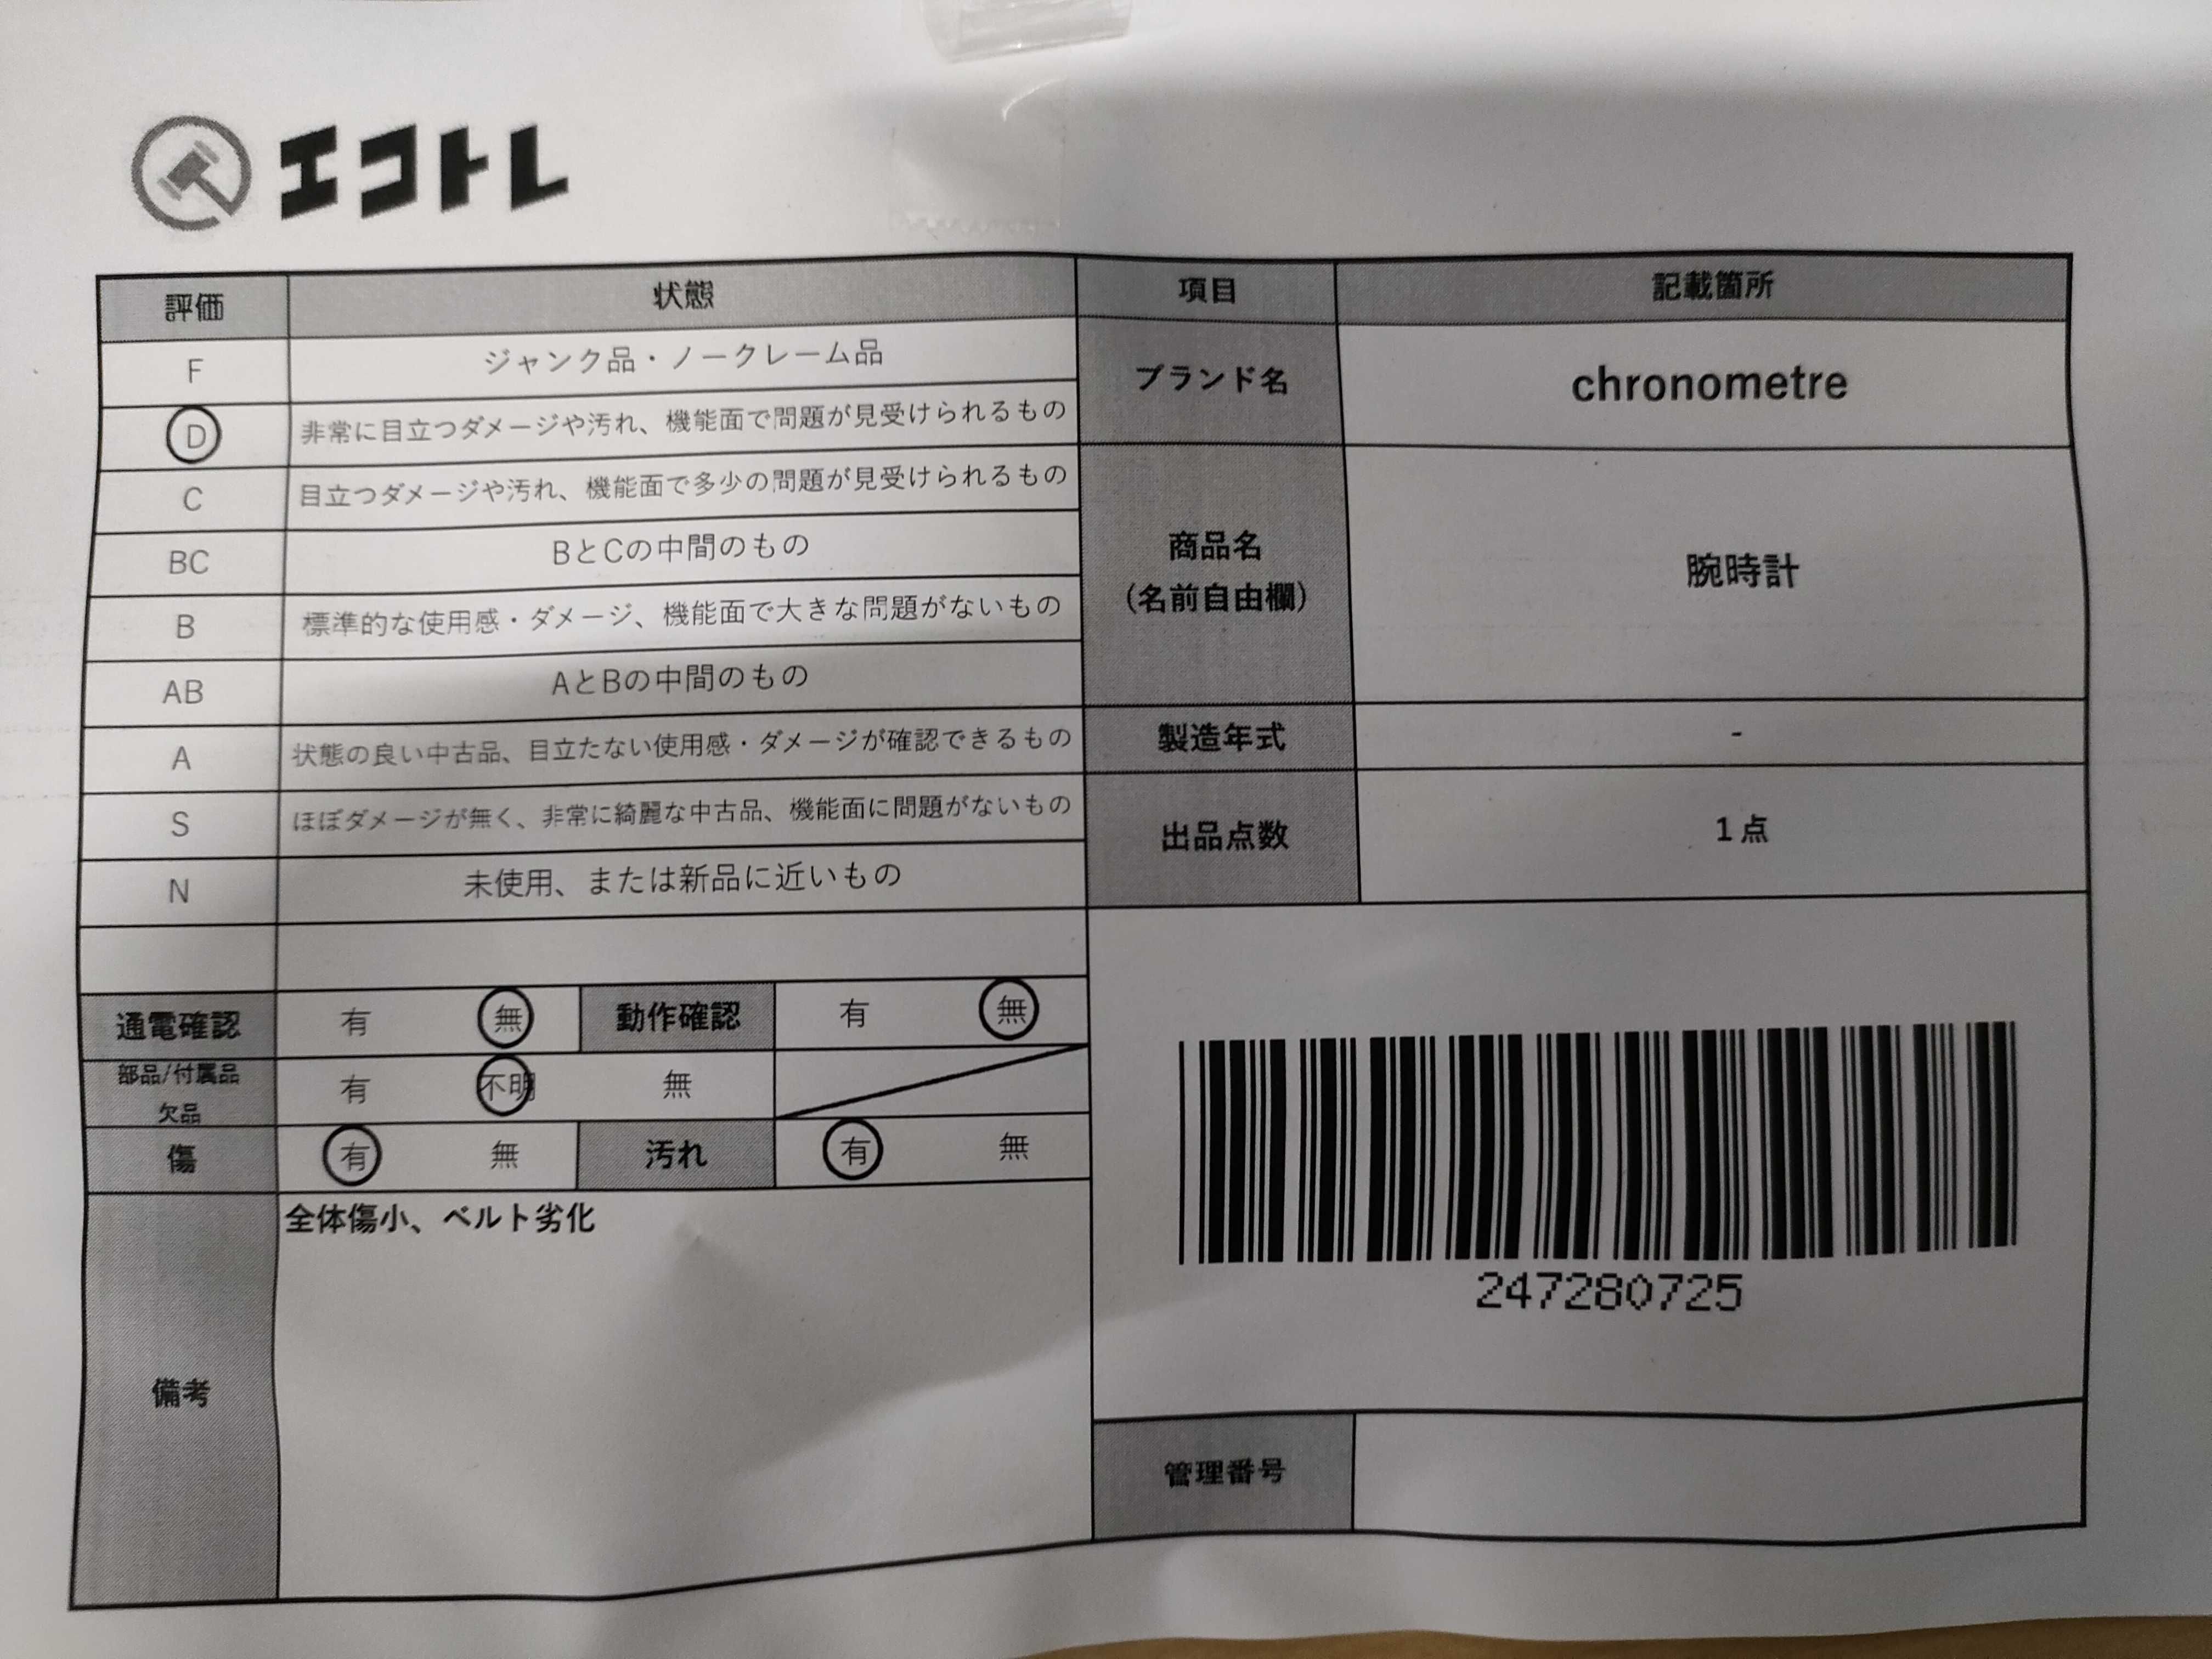 エコトレ
評価 状態 項目 記載箇所
F ジャンク品・ノークレーム品
D 非常に目立つダメージや汚れ、機能面で問題が見受けられるもの
ブランド名 chronometre
C 目立つダメージや汚れ、機能面で多少の問題が見受けられるもの
BC BとCの中間のもの
B 標準的な使用感・ダメージ、機能面で大きな問題がないもの
商品名
(名前自由欄)
腕時計
AB AとBの中間のもの
A 状態の良い中古品、目立たない使用感・ダメージが確認できるもの
製造年式 -
S ほぼダメージが無く、非常に綺麗な中古品、機能面に問題がないもの
出品点数 1点
N 未使用、または新品に近いもの
通電確認 有 無 動作確認 有 無
部品/付属品
欠品
有 不明 無
傷 有 無 汚れ 有 無
備考
全体傷小、ベルト劣化
247280725
管理番号